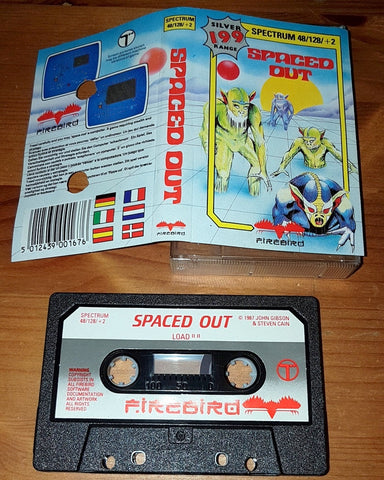 SPECTRUM 48/128/+2
SILVER
199
RANGE
SPACED
OUT
FIREBIRD
SPACED OUT
T
FIREBIRD
5 012439 001676
SPECTRUM
48/128/+2
SPACED OUT
LOAD " "
© 1987 JOHN GIBSON
& STEVEN CAIN
T
WARNING
COPYRIGHT
SUBSISTS IN
ALL FIREBIRD
SOFTWARE
DOCUMENTATION
AND ARTWORK
ALL RIGHTS
RESERVED
FIREBIRD